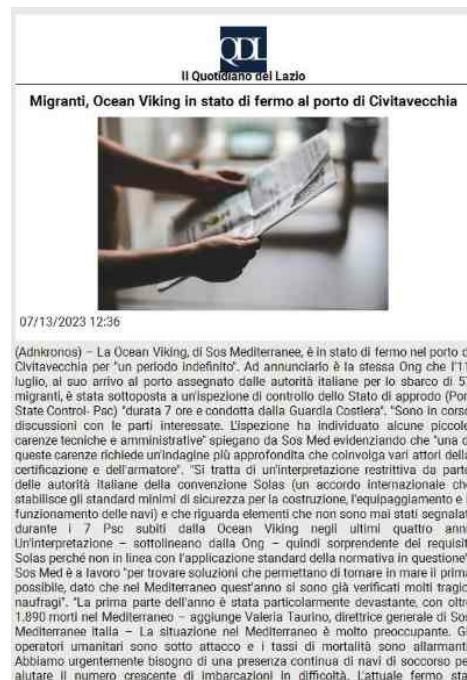 QDL
Il Quotidiano del Lazio
Migranti, Ocean Viking in stato di fermo al porto di Civitavecchia
07/13/2023 12:36
(Adnkronos) – La Ocean Viking, di Sos Mediterranee, è in stato di fermo nel porto d
Civitavecchia per "un periodo indefinito". Ad annunciarlo è la stessa Ong che l'11
luglio, al suo arrivo al porto assegnato dalle autorità italiane per lo sbarco di 5
migranti, è stata sottoposta a un'ispezione di controllo dello Stato di approdo (Por
State Control- Psc) "durata 7 ore e condotta dalla Guardia Costiera". "Sono in corso
discussioni con le parti interessate. L'ispezione ha individuato alcune piccole
carenze tecniche e amministrative" spiegano da Sos Med evidenziando che "una d
queste carenze richiede un'indagine più approfondita che coinvolga vari attori della
certificazione e dell'armatore". "Si tratta di un'interpretazione restrittiva da parte
delle autorità italiane della convenzione Solas (un accordo internazionale che
stabilisce gli standard minimi di sicurezza per la costruzione, l'equipaggiamento e i
funzionamento delle navi) e che riguarda elementi che non sono mai stati segnalat
durante i 7 Psc subiti dalla Ocean Viking negli ultimi quattro anni
Un'interpretazione – sottolineano dalla Ong – quindi sorprendente dei requisit
Solas perché non in linea con l'applicazione standard della normativa in questione"
Sos Med è a lavoro "per trovare soluzioni che permettano di tornare in mare il prima
possibile, dato che nel Mediterraneo quest'anno si sono già verificati molti tragic
naufragi". "La prima parte dell'anno è stata particolarmente devastante, con oltre
1.890 morti nel Mediterraneo – aggiunge Valeria Taurino, direttrice generale di Sos
Mediterranee Italia – La situazione nel Mediterraneo è molto preoccupante. Gl
operatori umanitari sono sotto attacco e i tassi di mortalità sono allarmanti
Abbiamo urgentemente bisogno di una presenza continua di navi di soccorso per
aiutare il numero crescente di imbarcazioni in difficoltà. L'attuale fermo sta